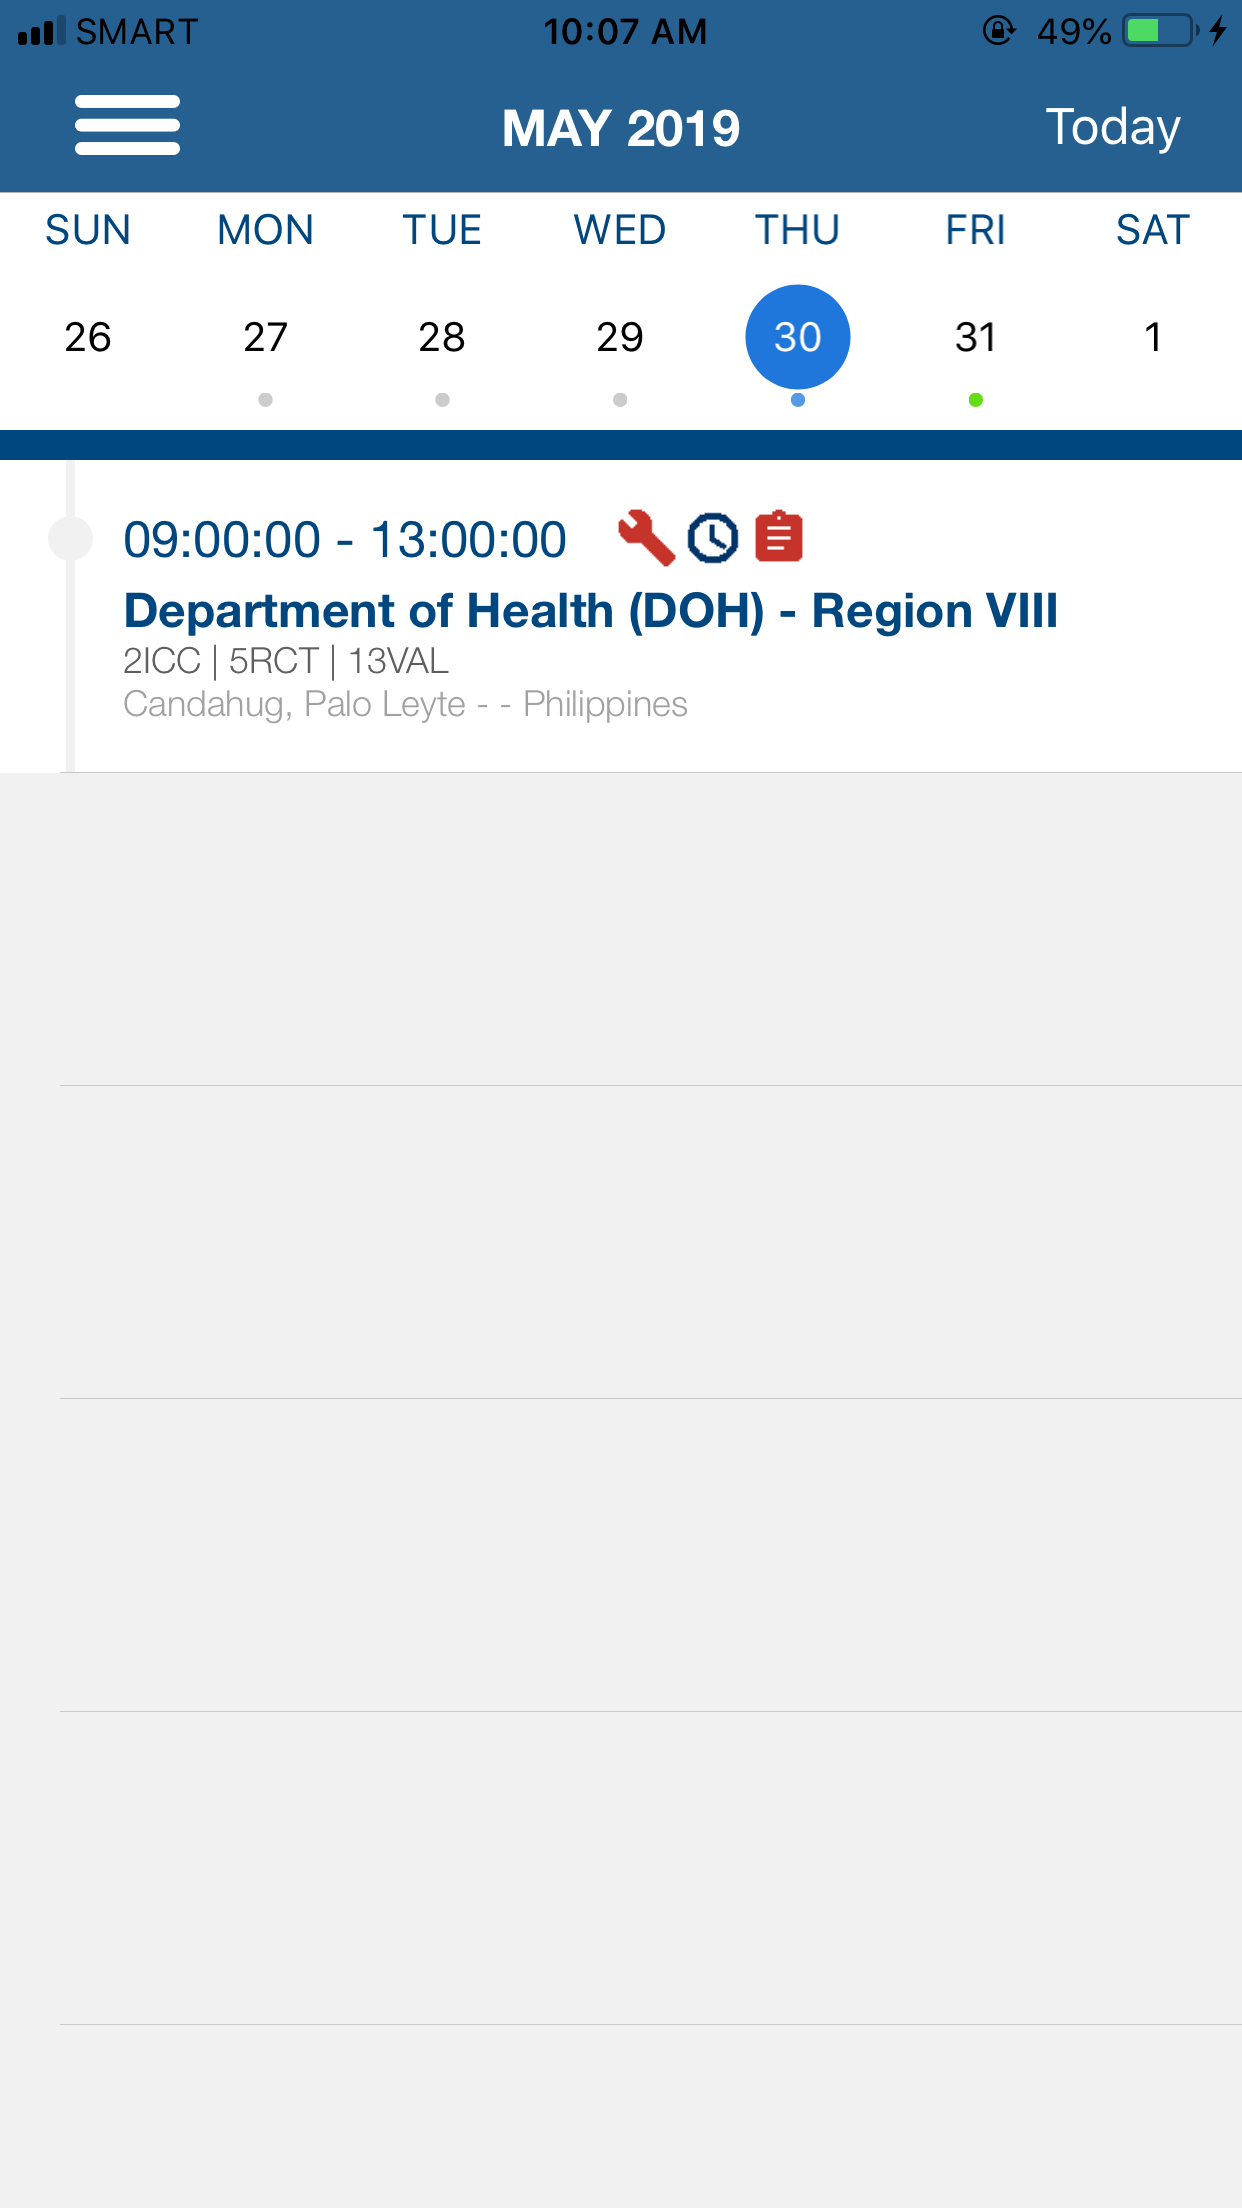 SMART 10:07 AM 49%
MAY 2019 Today
SUN MON TUE WED THU FRI SAT
26 27 28 29 30 31 1
09:00:00 - 13:00:00
Department of Health (DOH) - Region VIII
2ICC | 5RCT | 13VAL
Candahug, Palo Leyte - - Philippines